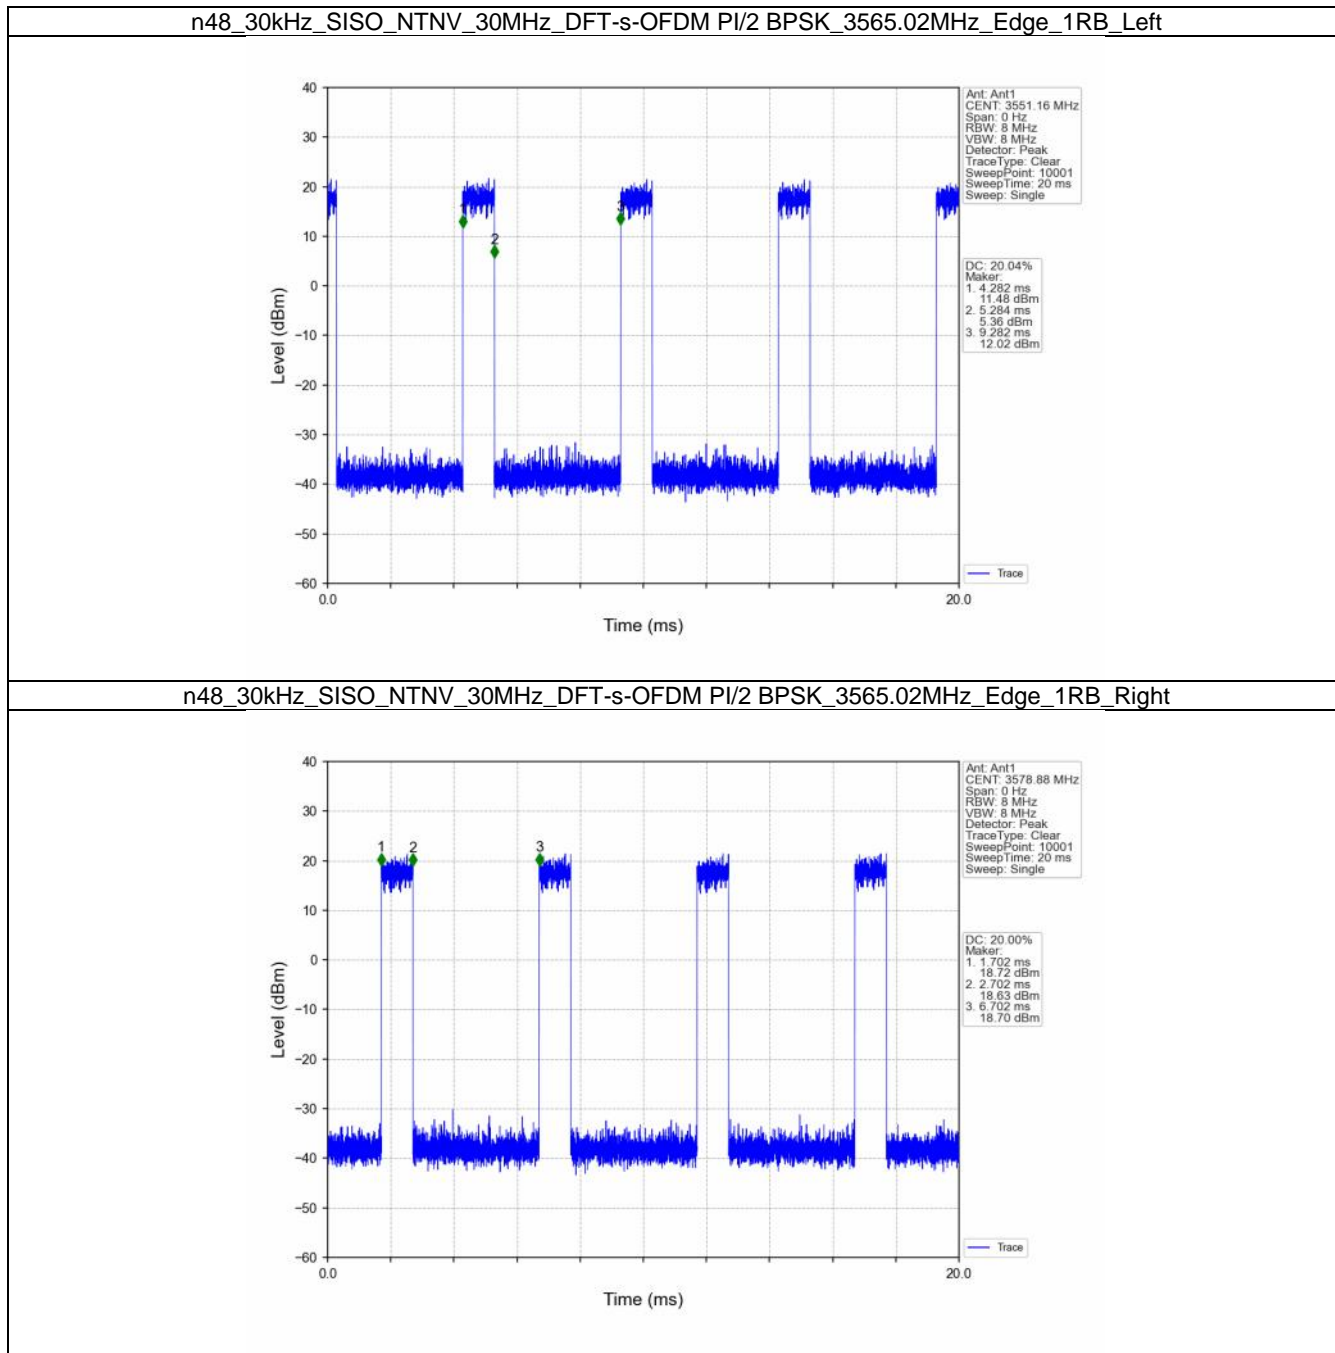 n48_30kHz_SISO_NTNV_30MHz_DFT-s-OFDM PI/2 BPSK_3565.02MHz_Edge_1RB_Left
40
30
20
10
0
−10
−20
−30
−40
−50
−60
Level (dBm)
0.0
20.0
Time (ms)
1
2
3
Ant: Ant1
CENT: 3551.16 MHz
Span: 0 Hz
RBW: 8 MHz
VBW: 8 MHz
Detector: Peak
TraceType: Clear
SweepPoint: 10001
SweepTime: 20 ms
Sweep: Single
DC: 20.04%
Maker:
1. 4.282 ms
11.48 dBm
2. 5.284 ms
5.36 dBm
3. 9.282 ms
12.02 dBm
Trace
n48_30kHz_SISO_NTNV_30MHz_DFT-s-OFDM PI/2 BPSK_3565.02MHz_Edge_1RB_Right
40
30
20
10
0
−10
−20
−30
−40
−50
−60
Level (dBm)
0.0
20.0
Time (ms)
1
2
3
Ant: Ant1
CENT: 3578.88 MHz
Span: 0 Hz
RBW: 8 MHz
VBW: 8 MHz
Detector: Peak
TraceType: Clear
SweepPoint: 10001
SweepTime: 20 ms
Sweep: Single
DC: 20.00%
Maker:
1. 1.702 ms
18.72 dBm
2. 2.702 ms
18.63 dBm
3. 6.702 ms
18.70 dBm
Trace